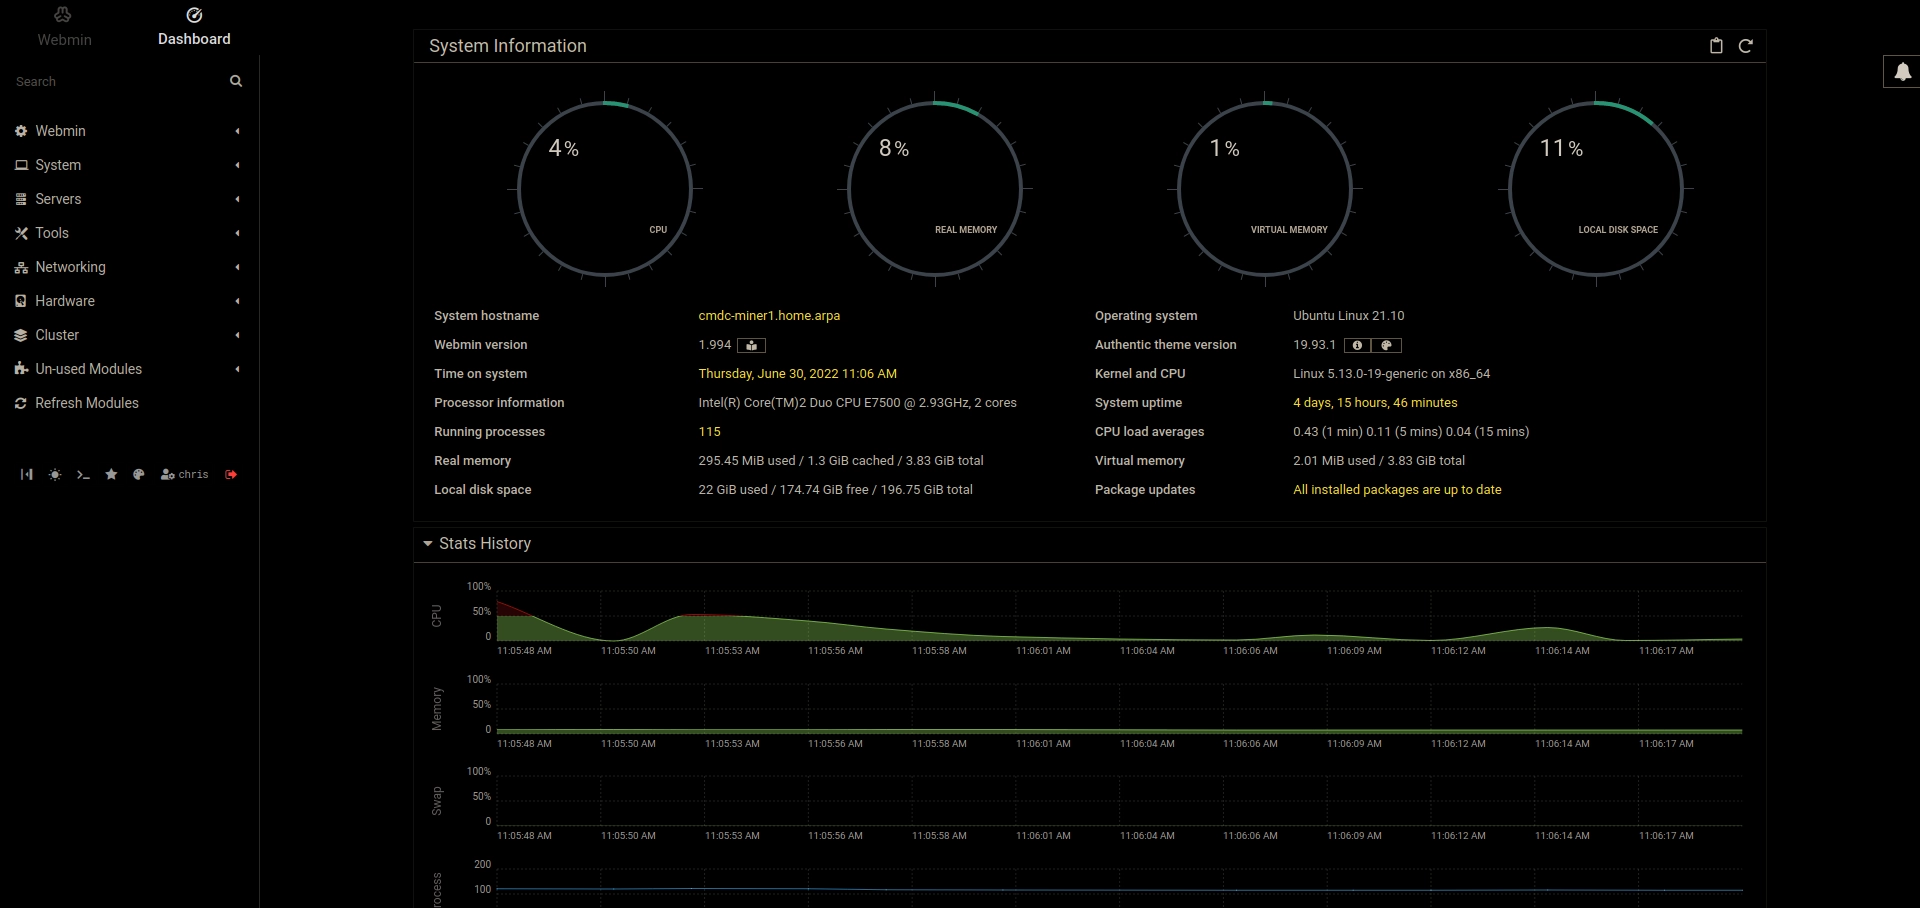 Webmin
Dashboard
Search
Webmin
System
Servers
Tools
Networking
Hardware
Cluster
Un-used Modules
Refresh Modules
chris
System Information
4%
CPU
8%
REAL MEMORY
1%
VIRTUAL MEMORY
11%
LOCAL DISK SPACE
System hostname cmdc-miner1.home.arpa Operating system Ubuntu Linux 21.10
Webmin version 1.994 Authentic theme version 19.93.1
Time on system Thursday, June 30, 2022 11:06 AM Kernel and CPU Linux 5.13.0-19-generic on x86_64
Processor information Intel(R) Core(TM)2 Duo CPU E7500 @ 2.93GHz, 2 cores System uptime 4 days, 15 hours, 46 minutes
Running processes 115 CPU load averages 0.43 (1 min) 0.11 (5 mins) 0.04 (15 mins)
Real memory 295.45 MiB used / 1.3 GiB cached / 3.83 GiB total Virtual memory 2.01 MiB used / 3.83 GiB total
Local disk space 22 GiB used / 174.74 GiB free / 196.75 GiB total Package updates All installed packages are up to date
Stats History
CPU
100%
50%
0
11:05:48 AM 11:05:50 AM 11:05:53 AM 11:05:56 AM 11:05:58 AM 11:06:01 AM 11:06:04 AM 11:06:06 AM 11:06:09 AM 11:06:12 AM 11:06:14 AM 11:06:17 AM
Memory
100%
50%
0
11:05:48 AM 11:05:50 AM 11:05:53 AM 11:05:56 AM 11:05:58 AM 11:06:01 AM 11:06:04 AM 11:06:06 AM 11:06:09 AM 11:06:12 AM 11:06:14 AM 11:06:17 AM
Swap
100%
50%
0
11:05:48 AM 11:05:50 AM 11:05:53 AM 11:05:56 AM 11:05:58 AM 11:06:01 AM 11:06:04 AM 11:06:06 AM 11:06:09 AM 11:06:12 AM 11:06:14 AM 11:06:17 AM
rocess
200
100